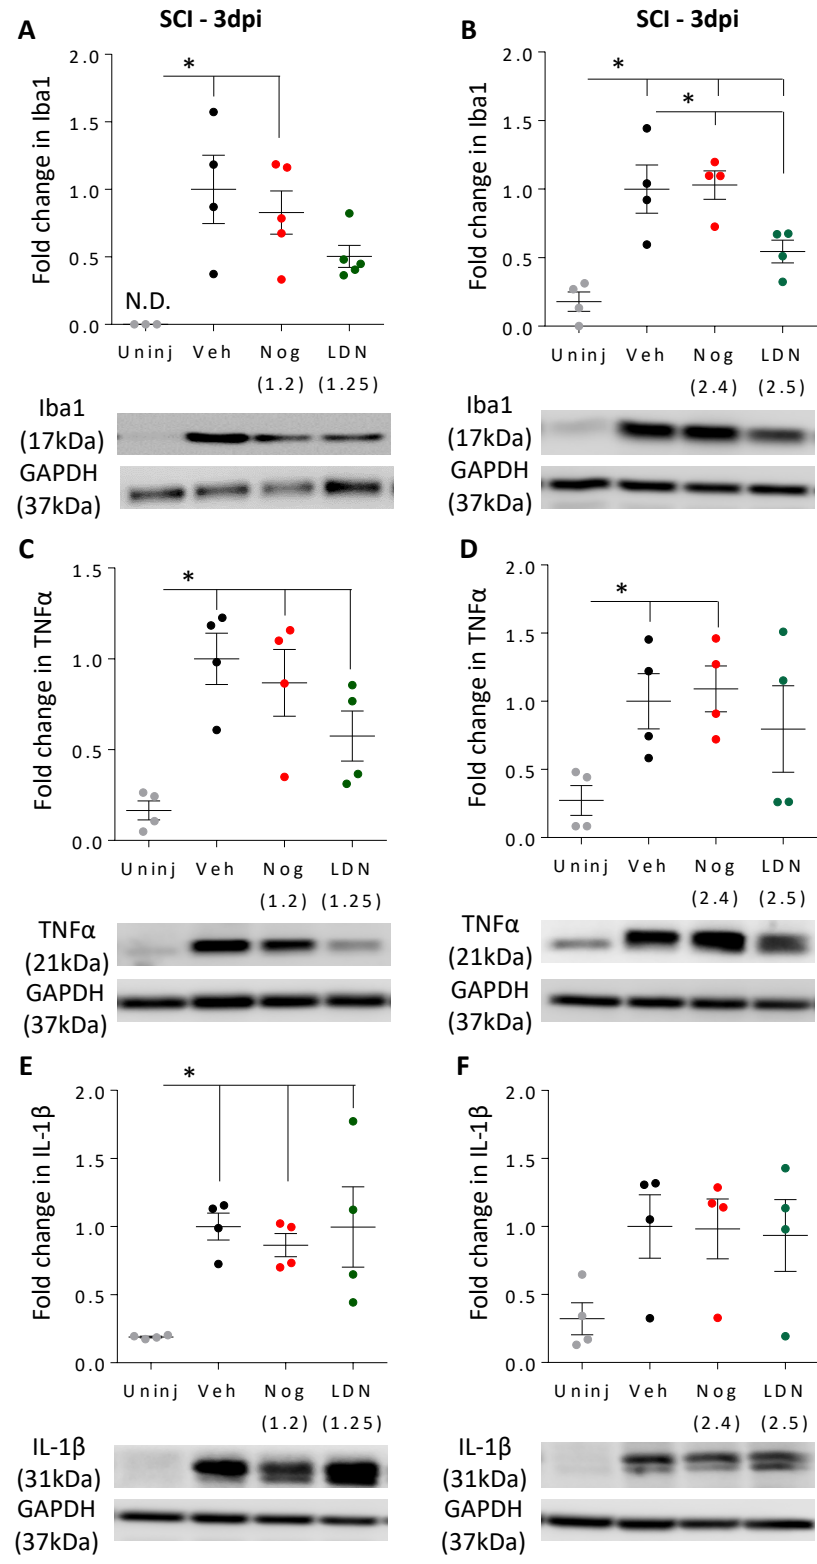 SCI - 3dpi
A
Fold change in Iba1
2.0
1.5
1.0
0.5
0.0
*
N.D.
Uninj Veh Nog LDN
(1.2) (1.25)
Iba1
(17kDa)
GAPDH
(37kDa)
SCI - 3dpi
B
Fold change in Iba1
2.0
1.5
1.0
0.5
0.0
*
*
Uninj Veh Nog LDN
(2.4) (2.5)
Iba1
(17kDa)
GAPDH
(37kDa)
C
Fold change in TNFα
1.5
1.0
0.5
0.0
*
Uninj Veh Nog LDN
(1.2) (1.25)
TNFα
(21kDa)
GAPDH
(37kDa)
D
Fold change in TNFα
2.0
1.5
1.0
0.5
0.0
*
Uninj Veh Nog LDN
(2.4) (2.5)
TNFα
(21kDa)
GAPDH
(37kDa)
E
Fold change in IL-1β
2.0
1.5
1.0
0.5
0.0
*
Uninj Veh Nog LDN
(1.2) (1.25)
IL-1β
(31kDa)
GAPDH
(37kDa)
F
Fold change in IL-1β
2.0
1.5
1.0
0.5
0.0
Uninj Veh Nog LDN
(2.4) (2.5)
IL-1β
(31kDa)
GAPDH
(37kDa)